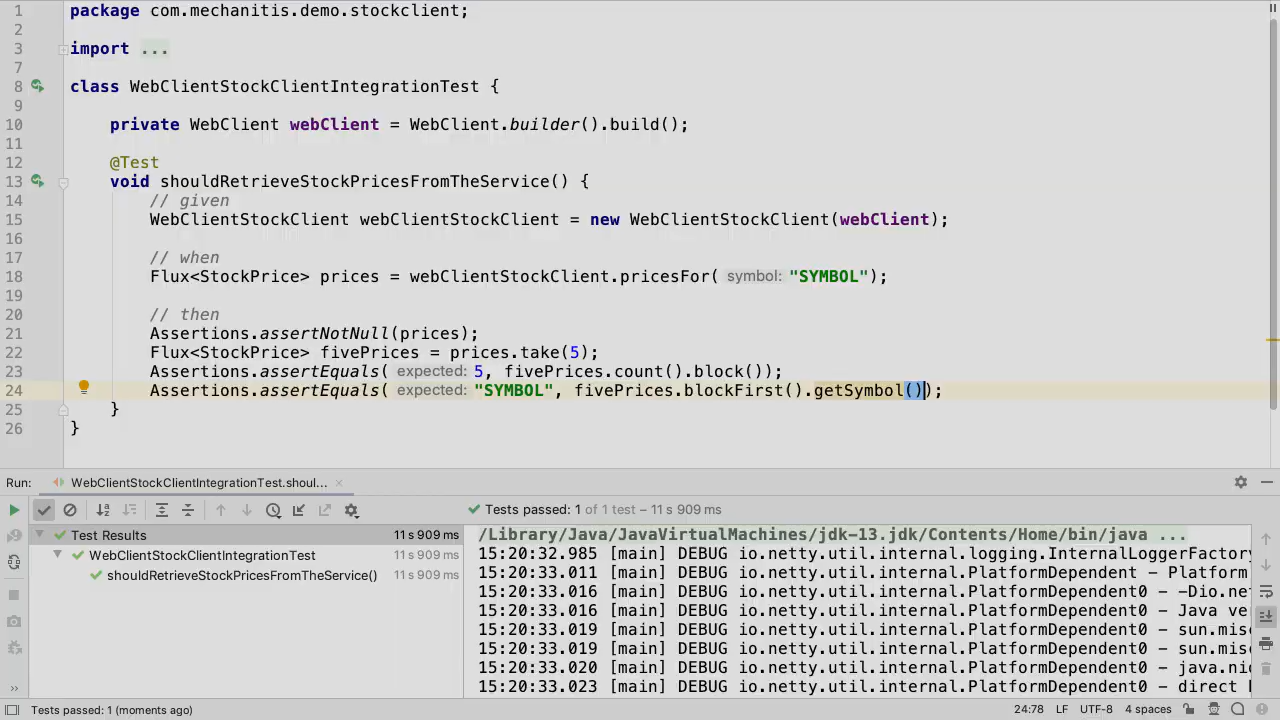 1 package com.mechanitis.demo.stockclient;
2
3 import ...
7
8 class WebClientStockClientIntegrationTest {
9
10 private WebClient webClient = WebClient.builder().build();
11
12 @Test
13 void shouldRetrieveStockPricesFromTheService() {
14 // given
15 WebClientStockClient webClientStockClient = new WebClientStockClient(webClient);
16
17 // when
18 Flux<StockPrice> prices = webClientStockClient.pricesFor( symbol: "SYMBOL");
19
20 // then
21 Assertions.assertNotNull(prices);
22 Flux<StockPrice> fivePrices = prices.take(5);
23 Assertions.assertEquals( expected: 5, fivePrices.count().block());
24 Assertions.assertEquals( expected: "SYMBOL", fivePrices.blockFirst().getSymbol());
25 }
26 }
Run: WebClientStockClientIntegrationTest.shoul... ×
Tests passed: 1 of 1 test – 11 s 909 ms
Test Results 11 s 909 ms
WebClientStockClientIntegrationTest 11 s 909 ms
shouldRetrieveStockPricesFromTheService() 11 s 909 ms
/Library/Java/JavaVirtualMachines/jdk-13.jdk/Contents/Home/bin/java ...
15:20:32.985 [main] DEBUG io.netty.util.internal.logging.InternalLoggerFactory
15:20:33.011 [main] DEBUG io.netty.util.internal.PlatformDependent - Platform
15:20:33.016 [main] DEBUG io.netty.util.internal.PlatformDependent0 - -Dio.net
15:20:33.016 [main] DEBUG io.netty.util.internal.PlatformDependent0 - Java ve
15:20:33.019 [main] DEBUG io.netty.util.internal.PlatformDependent0 - sun.misc
15:20:33.019 [main] DEBUG io.netty.util.internal.PlatformDependent0 - sun.misc
15:20:33.020 [main] DEBUG io.netty.util.internal.PlatformDependent0 - java.nio
15:20:33.023 [main] DEBUG io.netty.util.internal.PlatformDependent0 - direct
Tests passed: 1 (moments ago) 24:78 LF UTF-8 4 spaces